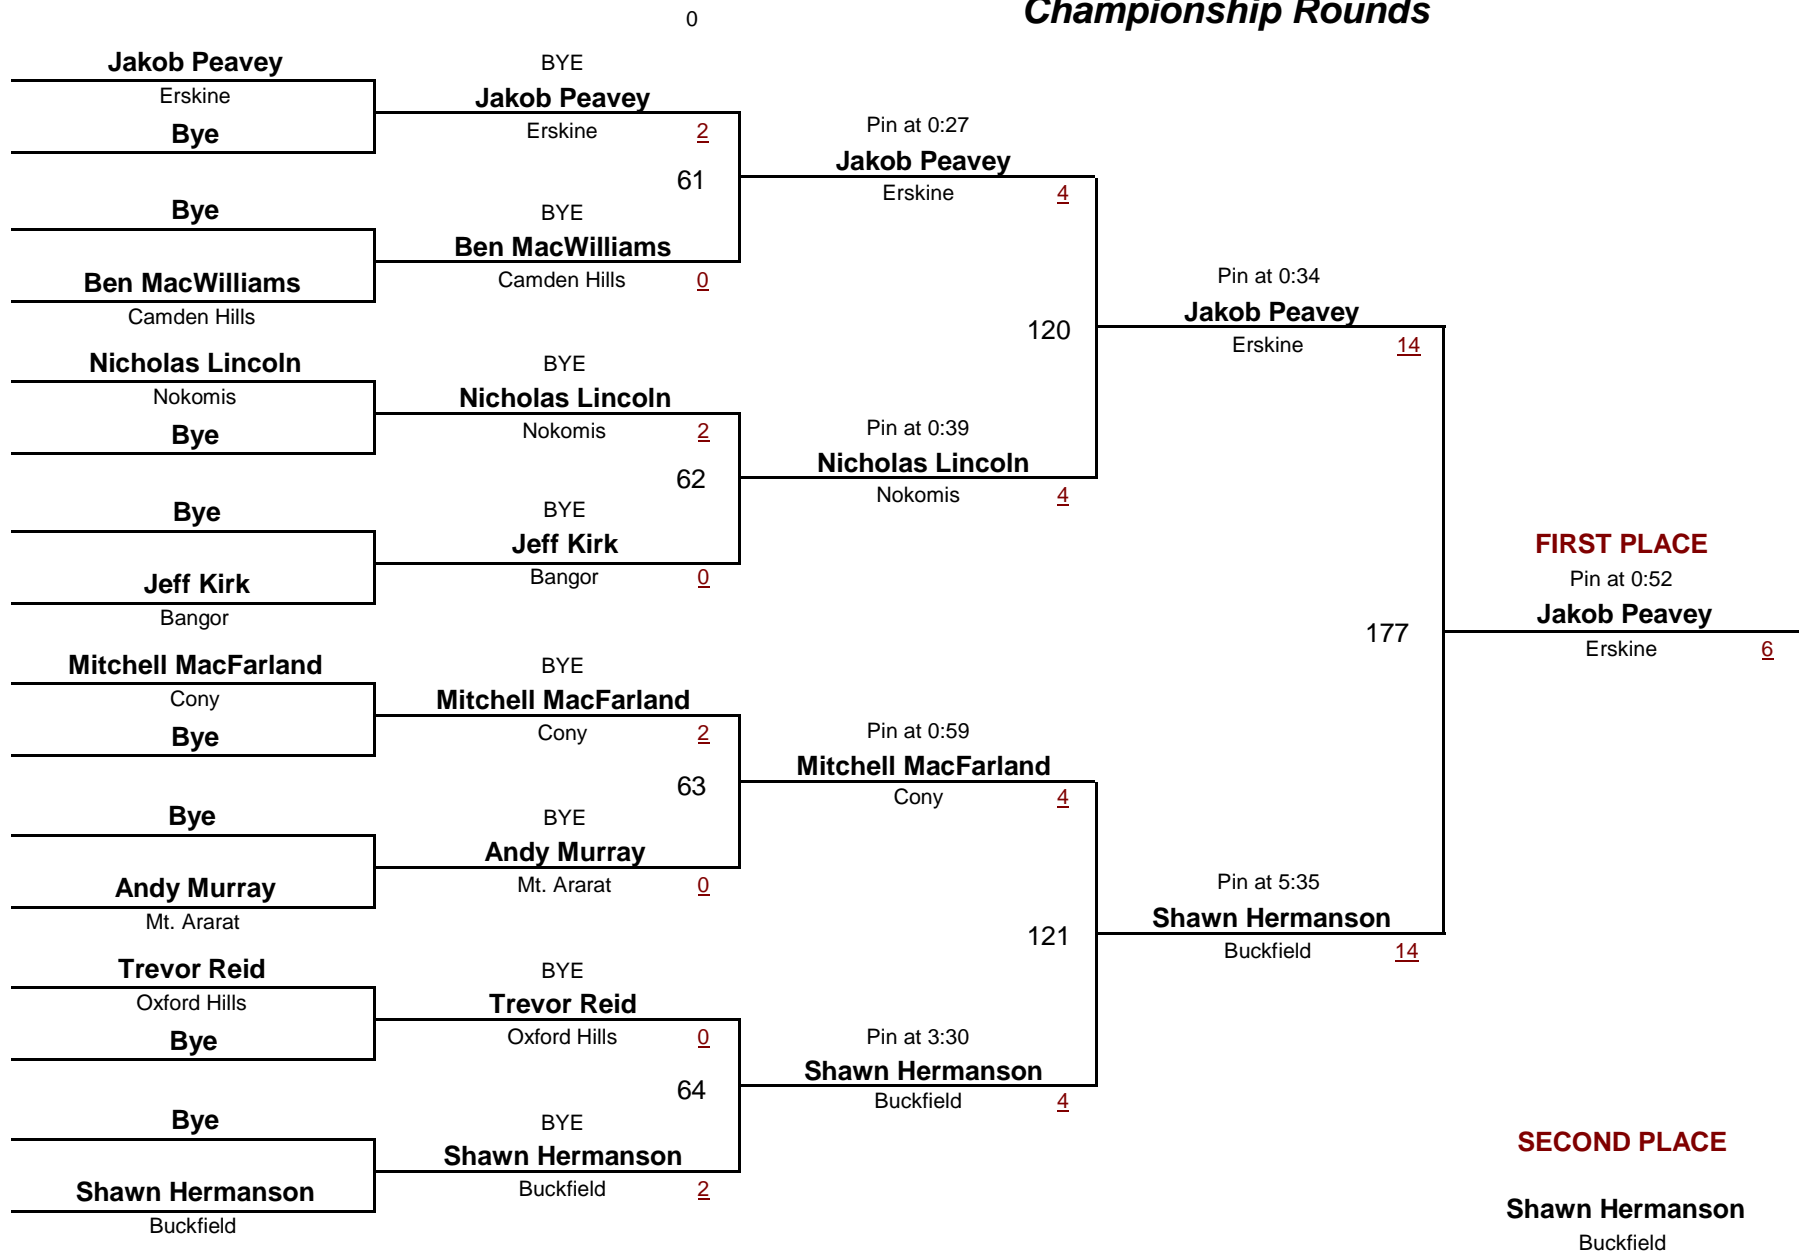 Championship Rounds
0
Jakob Peavey
Erskine
Bye
Bye
Ben MacWilliams
Camden Hills
Nicholas Lincoln
Nokomis
Bye
Bye
Jeff Kirk
Bangor
Mitchell MacFarland
Cony
Bye
Bye
Andy Murray
Mt. Ararat
Trevor Reid
Oxford Hills
Bye
Bye
Shawn Hermanson
Buckfield
BYE
Jakob Peavey
Erskine 2
61
BYE
Ben MacWilliams
Camden Hills 0
BYE
Nicholas Lincoln
Nokomis 2
62
BYE
Jeff Kirk
Bangor 0
BYE
Mitchell MacFarland
Cony 2
63
BYE
Andy Murray
Mt. Ararat 0
BYE
Trevor Reid
Oxford Hills 0
64
BYE
Shawn Hermanson
Buckfield 2
Pin at 0:27
Jakob Peavey
Erskine 4
120
Pin at 0:39
Nicholas Lincoln
Nokomis 4
Pin at 0:59
Mitchell MacFarland
Cony 4
121
Pin at 3:30
Shawn Hermanson
Buckfield 4
Pin at 0:34
Jakob Peavey
Erskine 14
177
Pin at 5:35
Shawn Hermanson
Buckfield 14
FIRST PLACE
Pin at 0:52
Jakob Peavey
Erskine 6
SECOND PLACE
Shawn Hermanson
Buckfield